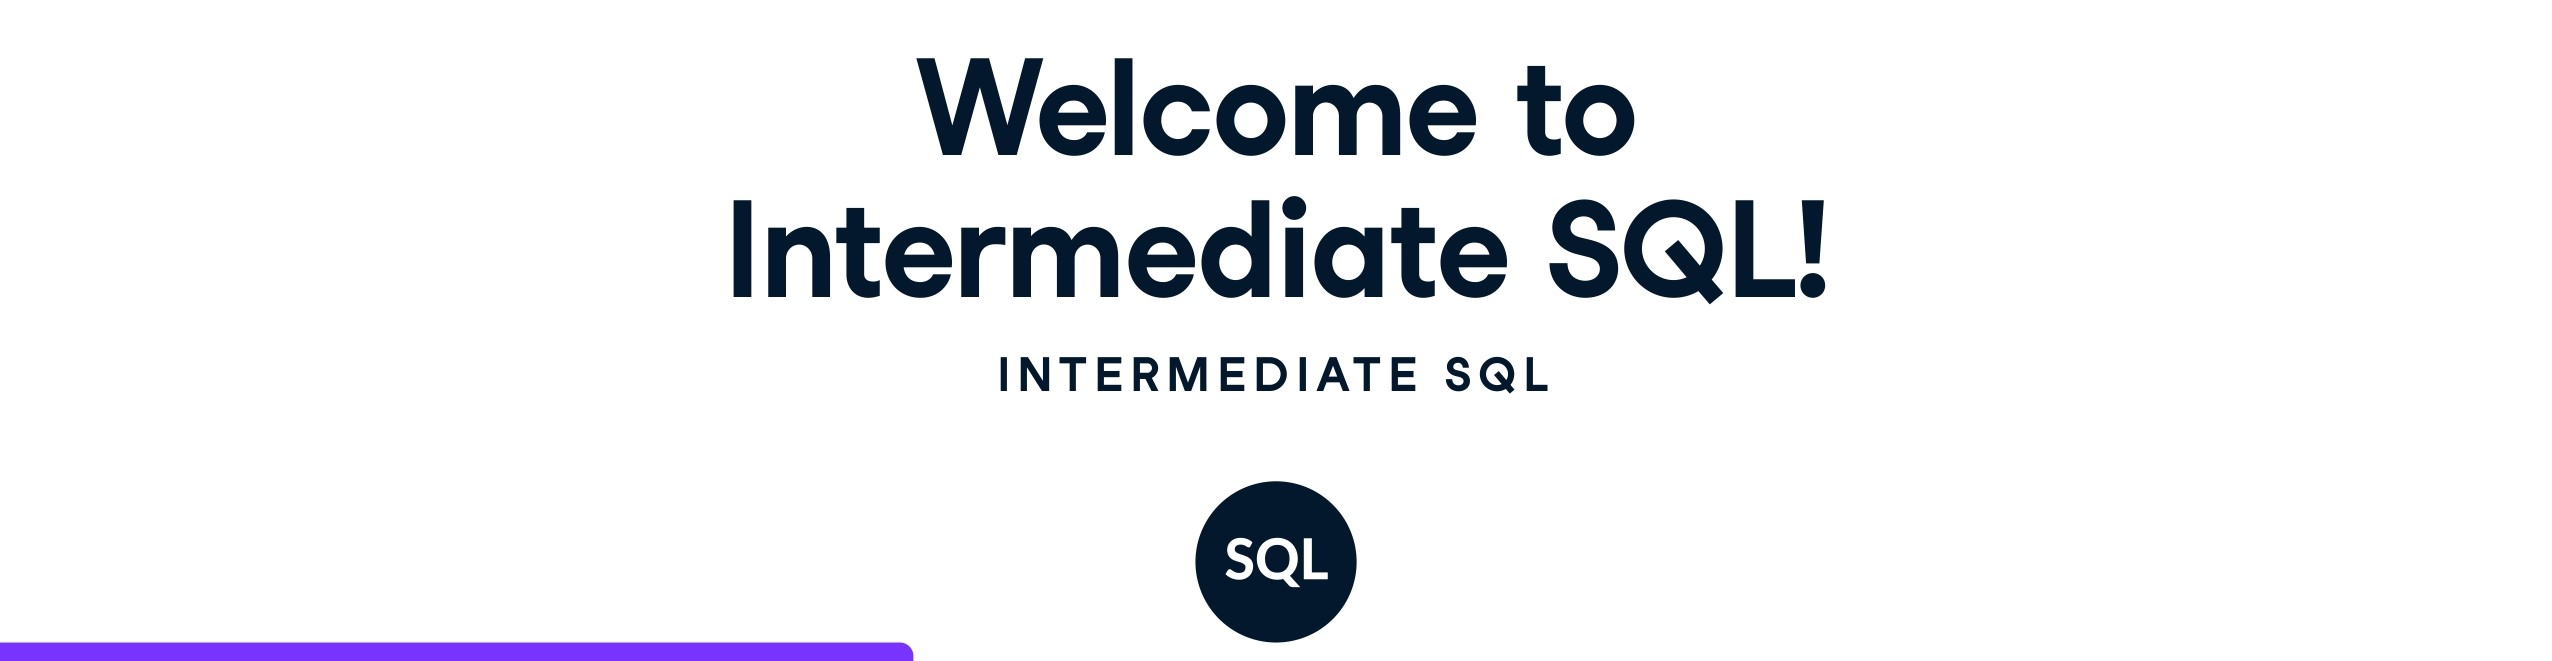 Welcome to
Intermediate SQL!
INTERMEDIATE SQL
SQL